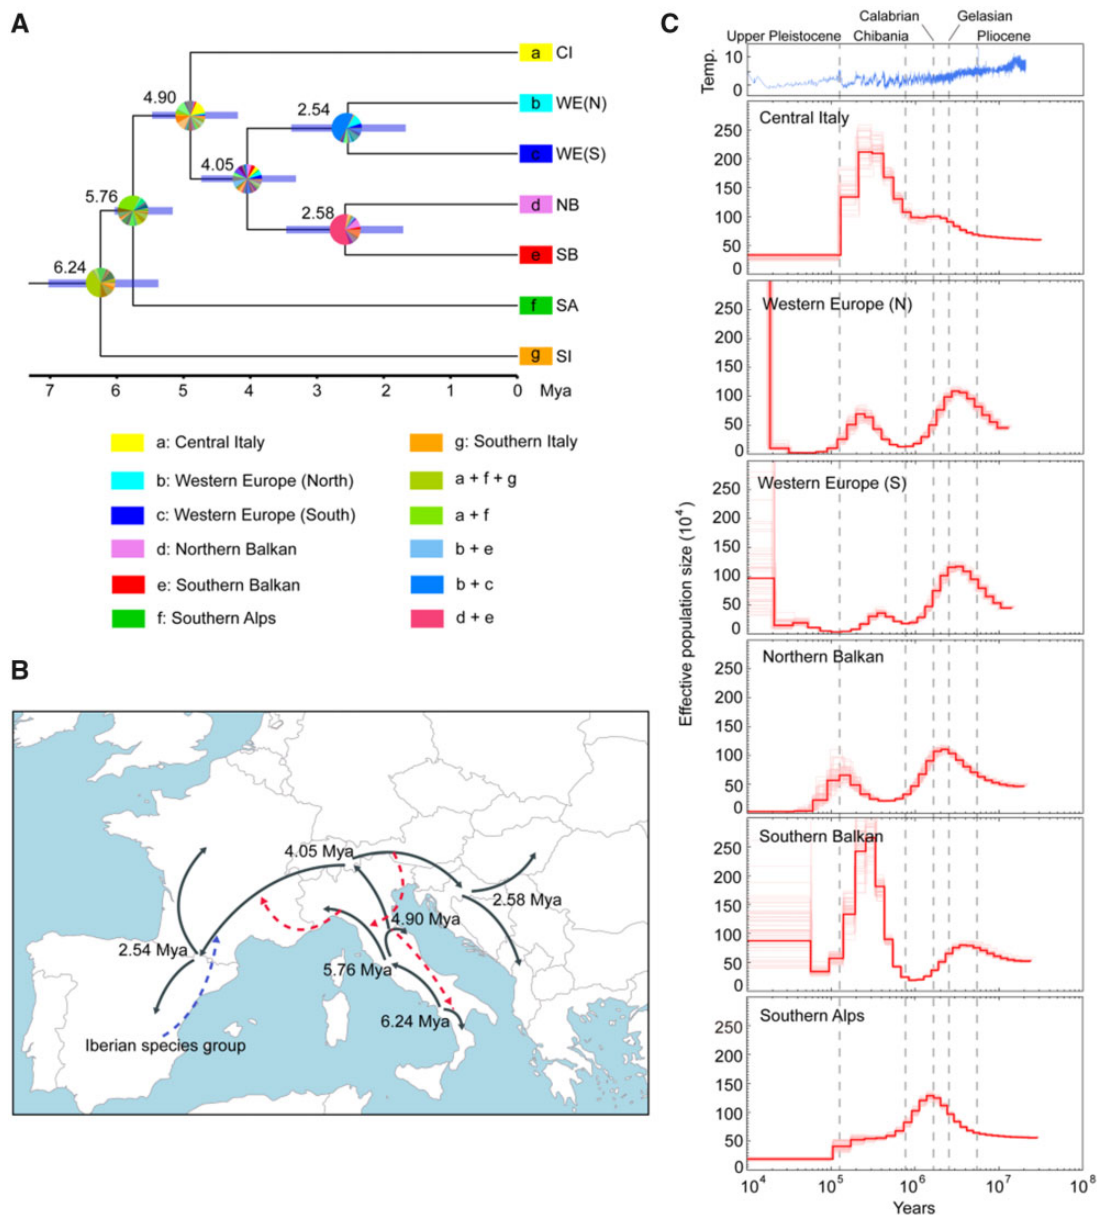 A
a CI
4.90
2.54
b WE(N)
4.05
c WE(S)
5.76
2.58
d NB
e SB
6.24
f SA
g SI
7 6 5 4 3 2 1 0 Mya
a: Central Italy
b: Western Europe (North)
c: Western Europe (South)
d: Northern Balkan
e: Southern Balkan
f: Southern Alps
g: Southern Italy
a + f + g
a + f
b + e
b + c
d + e
B
4.05 Mya
2.58 Mya
4.90 Mya
2.54 Mya
5.76 Mya
6.24 Mya
Iberian species group
C
Calabrian Gelasian
Upper Pleistocene Chibania Pliocene
Temp.
10
0
Effective population size (10⁴)
Central Italy
250
200
150
100
50
0
Western Europe (N)
250
200
150
100
50
0
Western Europe (S)
250
200
150
100
50
0
Northern Balkan
250
200
150
100
50
0
Southern Balkan
250
200
150
100
50
0
Southern Alps
250
200
150
100
50
0
10⁴ 10⁵ 10⁶ 10⁷ 10⁸
Years